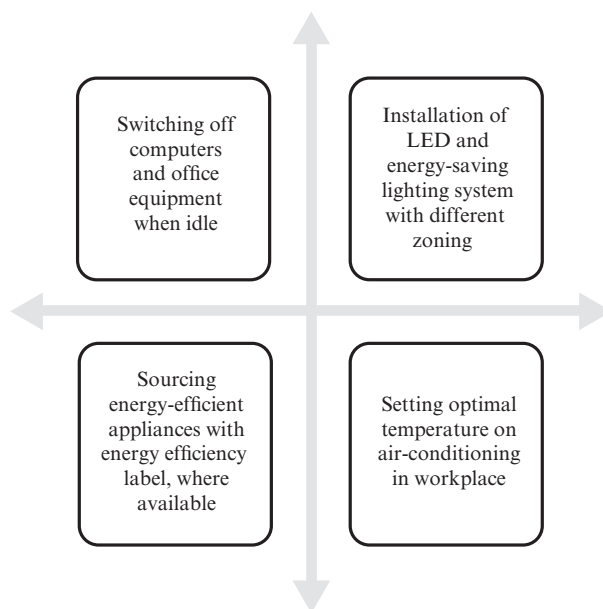 Switching off
computers
and office
equipment
when idle
Installation of
LED and
energy-saving
lighting system
with different
zoning
Sourcing
energy-efficient
appliances with
energy efficiency
label, where
available
Setting optimal
temperature on
air-conditioning
in workplace